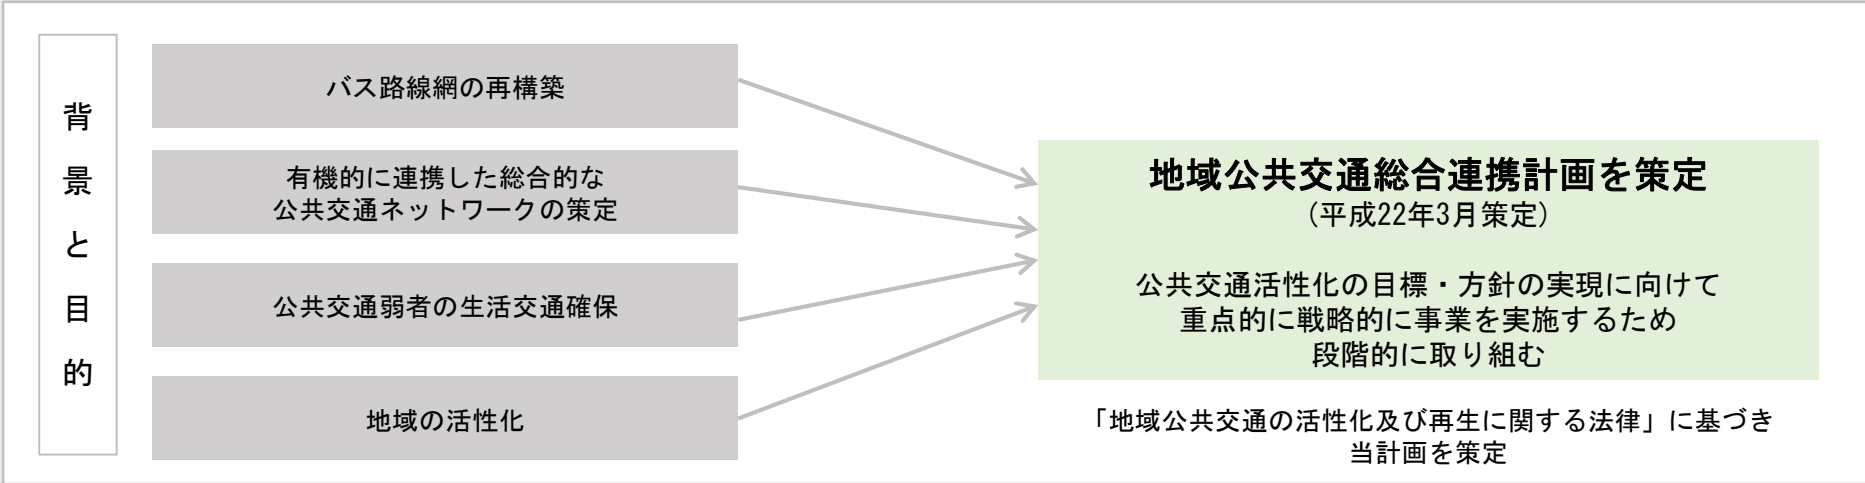 背景と目的
バス路線網の再構築
有機的に連携した総合的な
公共交通ネットワークの策定
公共交通弱者の生活交通確保
地域の活性化
地域公共交通総合連携計画を策定
(平成22年3月策定)
公共交通活性化の目標・方針の実現に向けて
重点的に戦略的に事業を実施するため
段階的に取り組む
「地域公共交通の活性化及び再生に関する法律」に基づき
当計画を策定